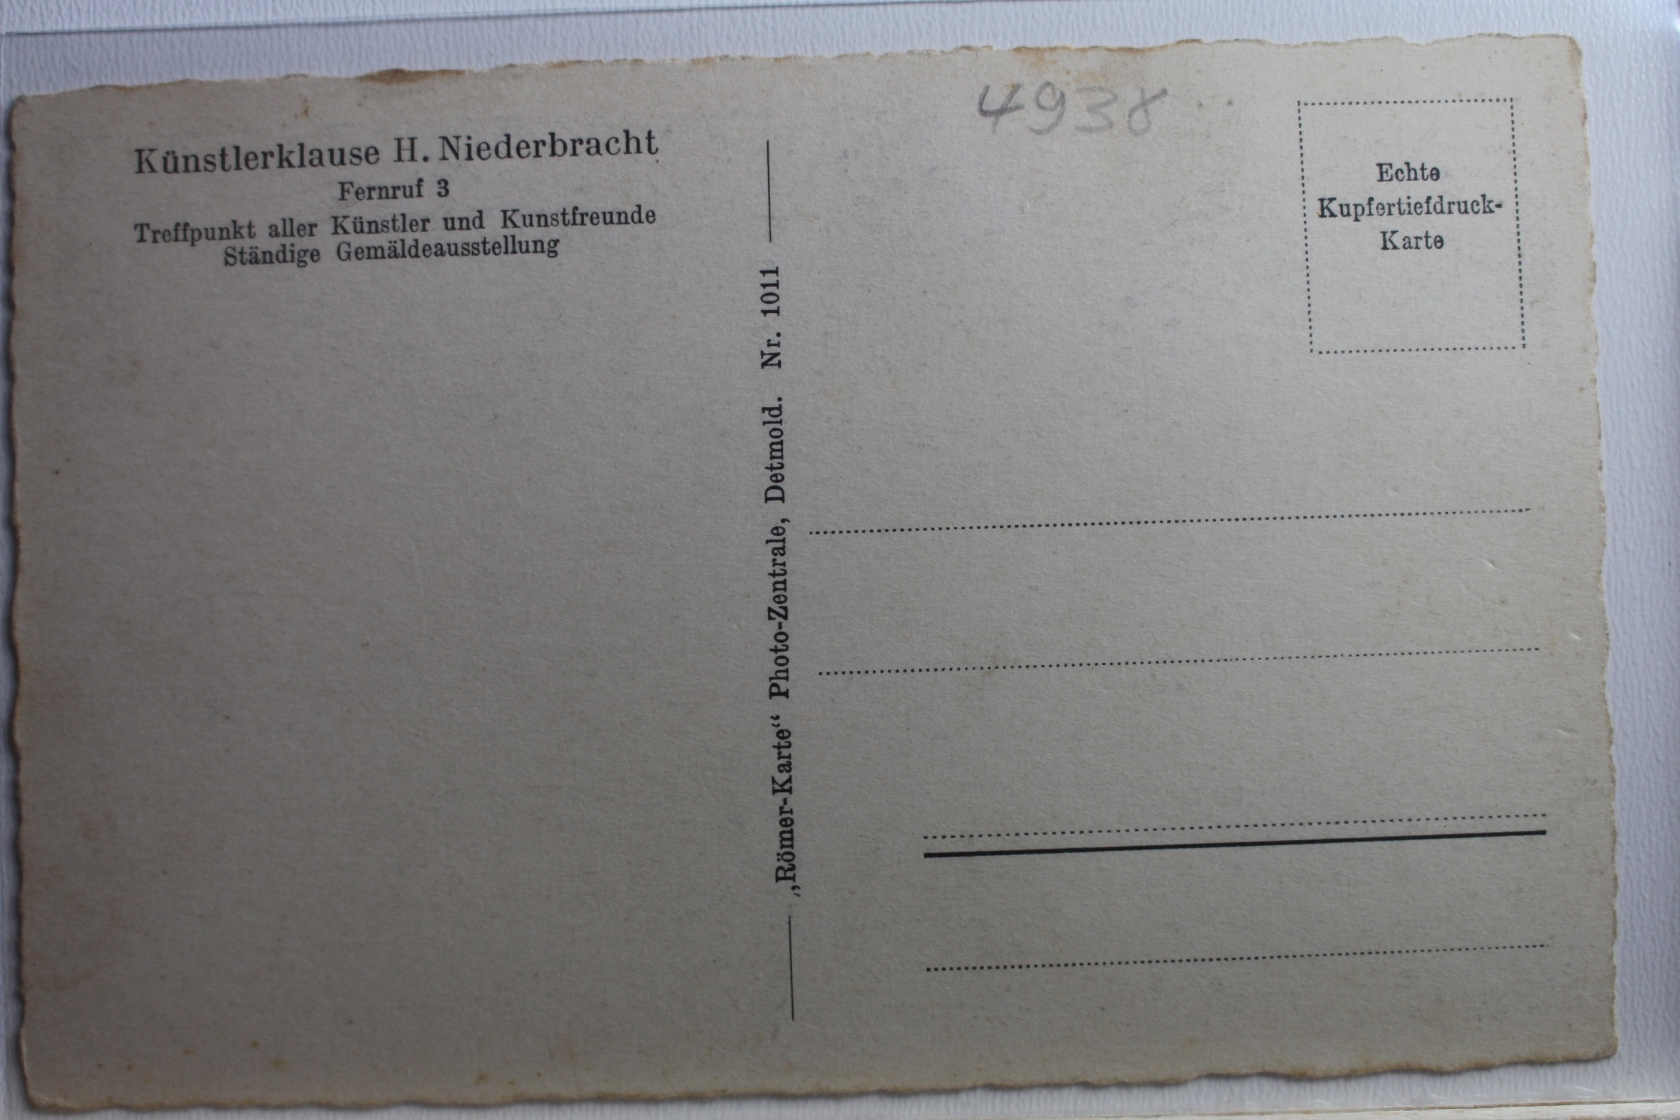 Künstlerklause H. Niederbracht
Fernruf 3
Treffpunkt aller Künstler und Kunstfreunde
Ständige Gemäldeausstellung
„Römer-Karte“ Photo-Zentrale, Detmold. Nr. 1011
4938
Echte
Kupfertiefdruck-
Karte